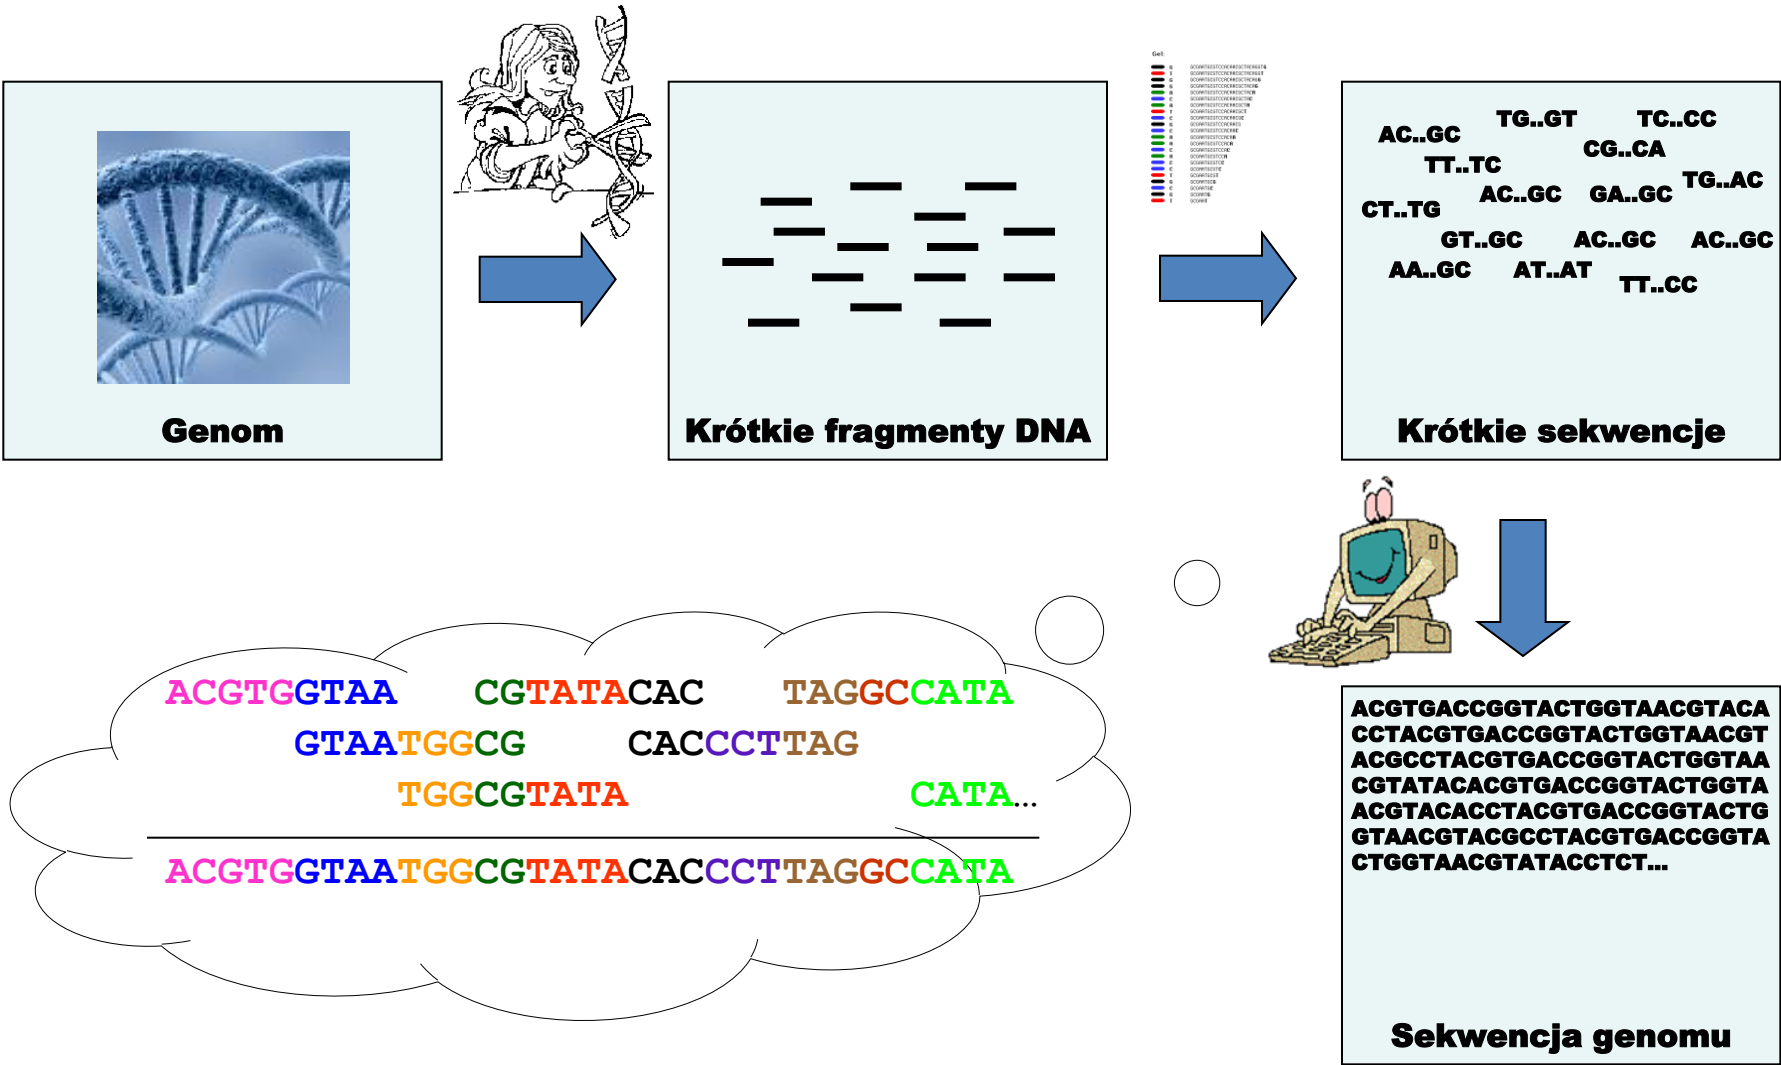 Genom
Krótkie fragmenty DNA
Gel:
TG..GT TC..CC
AC..GC
CG..CA
TT..TC
TG..AC
AC..GC GA..GC
CT..TG
GT..GC AC..GC AC..GC
AA..GC AT..AT
TT..CC
Krótkie sekwencje
ACGTGGTAA CGTATACAC TAGGCCATA
GTAATGGCG CACCCTTAG
TGGCGTATA CATA...
ACGTGGTAATGGCGTATACACCCTTAGGCCATA
ACGTGACCGGTACTGGTAACGTACA
CCTACGTGACCGGTACTGGTAACGT
ACGCCTACGTGACCGGTACTGGTAA
CGTATACACGTGACCGGTACTGGTA
ACGTACACCTACGTGACCGGTACTG
GTAACGTACGCCTACGTGACCGGTA
CTGGTAACGTATACCTCT...
Sekwencja genomu